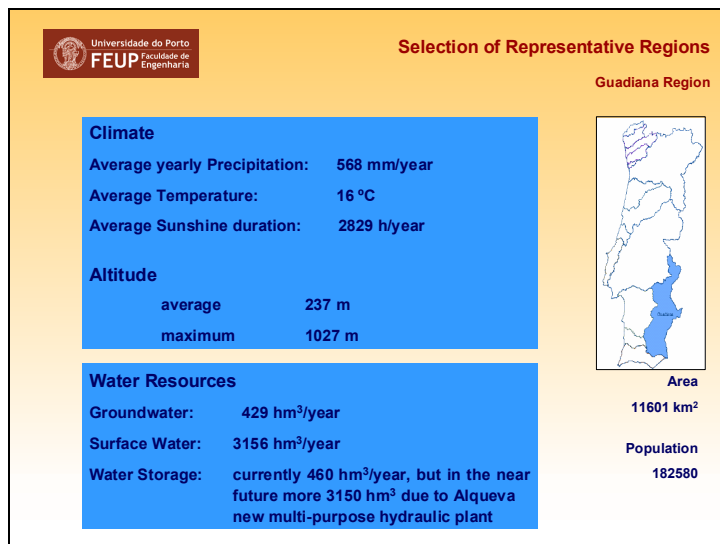 Universidade do Porto
FEUP Faculdade de Engenharia
Selection of Representative Regions
Guadiana Region
Climate
Average yearly Precipitation: 568 mm/year
Average Temperature: 16 ºC
Average Sunshine duration: 2829 h/year
Altitude
average 237 m
maximum 1027 m
Water Resources
Groundwater: 429 hm³/year
Surface Water: 3156 hm³/year
Water Storage: currently 460 hm³/year, but in the near
future more 3150 hm³ due to Alqueva
new multi-purpose hydraulic plant
Area
11601 km²
Population
182580